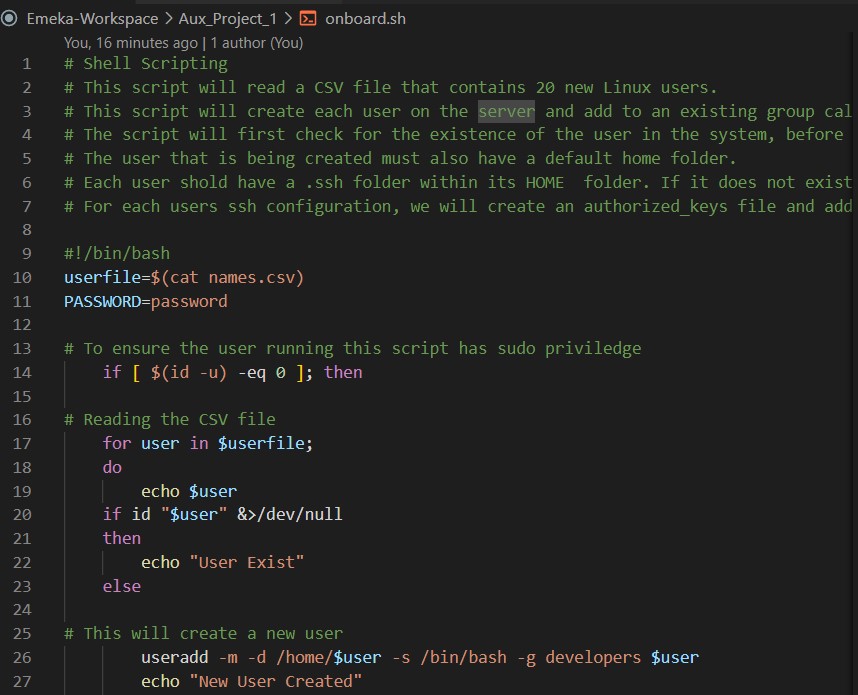 Emeka-Workspace > Aux_Project_1 > onboard.sh
You, 16 minutes ago | 1 author (You)
1 # Shell Scripting
2 # This script will read a CSV file that contains 20 new Linux users.
3 # This script will create each user on the server and add to an existing group cal
4 # The script will first check for the existence of the user in the system, before
5 # The user that is being created must also have a default home folder.
6 # Each user shold have a .ssh folder within its HOME  folder. If it does not exist
7 # For each users ssh configuration, we will create an authorized_keys file and add
8
9 #!/bin/bash
10 userfile=$(cat names.csv)
11 PASSWORD=password
12
13 # To ensure the user running this script has sudo priviledge
14     if [ $(id -u) -eq 0 ]; then
15
16 # Reading the CSV file
17     for user in $userfile;
18     do
19         echo $user
20     if id "$user" &>/dev/null
21     then
22         echo "User Exist"
23     else
24
25 # This will create a new user
26         useradd -m -d /home/$user -s /bin/bash -g developers $user
27         echo "New User Created"